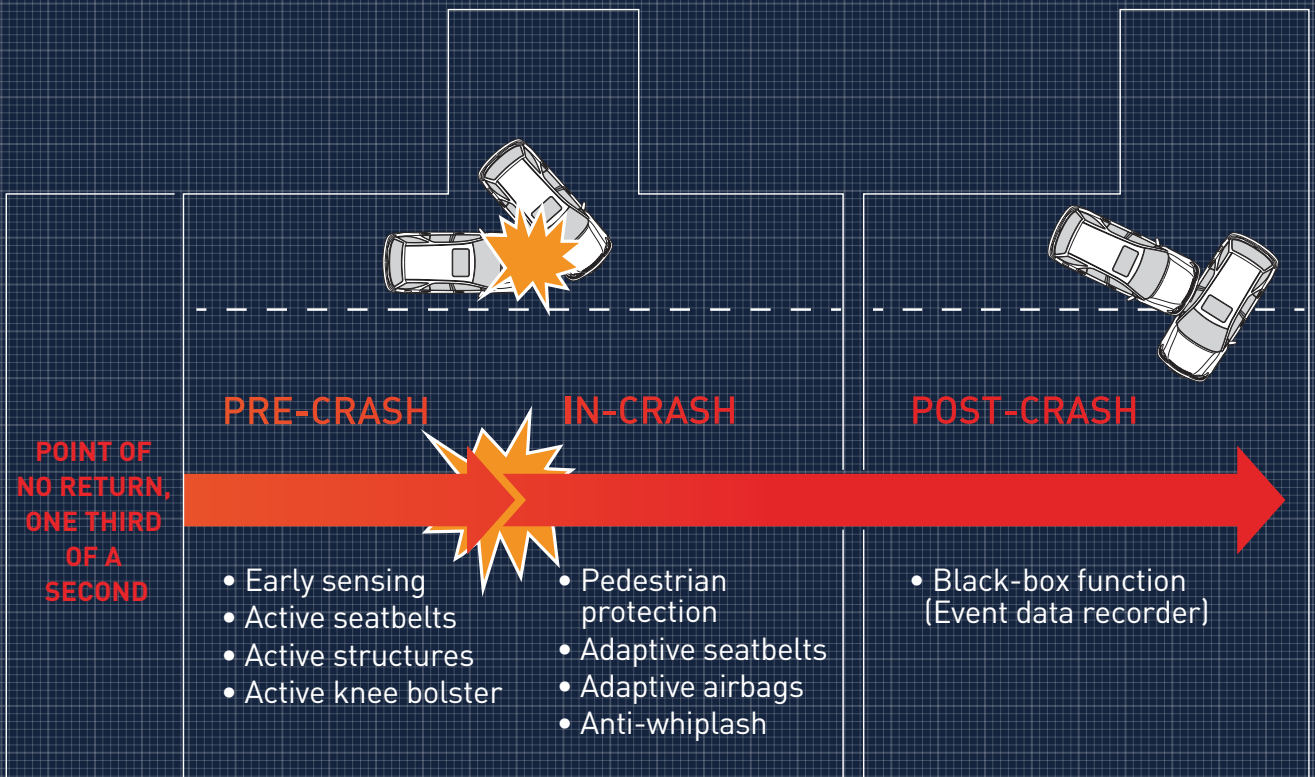 POINT OF
NO RETURN,
ONE THIRD
OF A
SECOND
PRE-CRASH
• Early sensing
• Active seatbelts
• Active structures
• Active knee bolster
IN-CRASH
• Pedestrian
protection
• Adaptive seatbelts
• Adaptive airbags
• Anti-whiplash
POST-CRASH
• Black-box function
(Event data recorder)